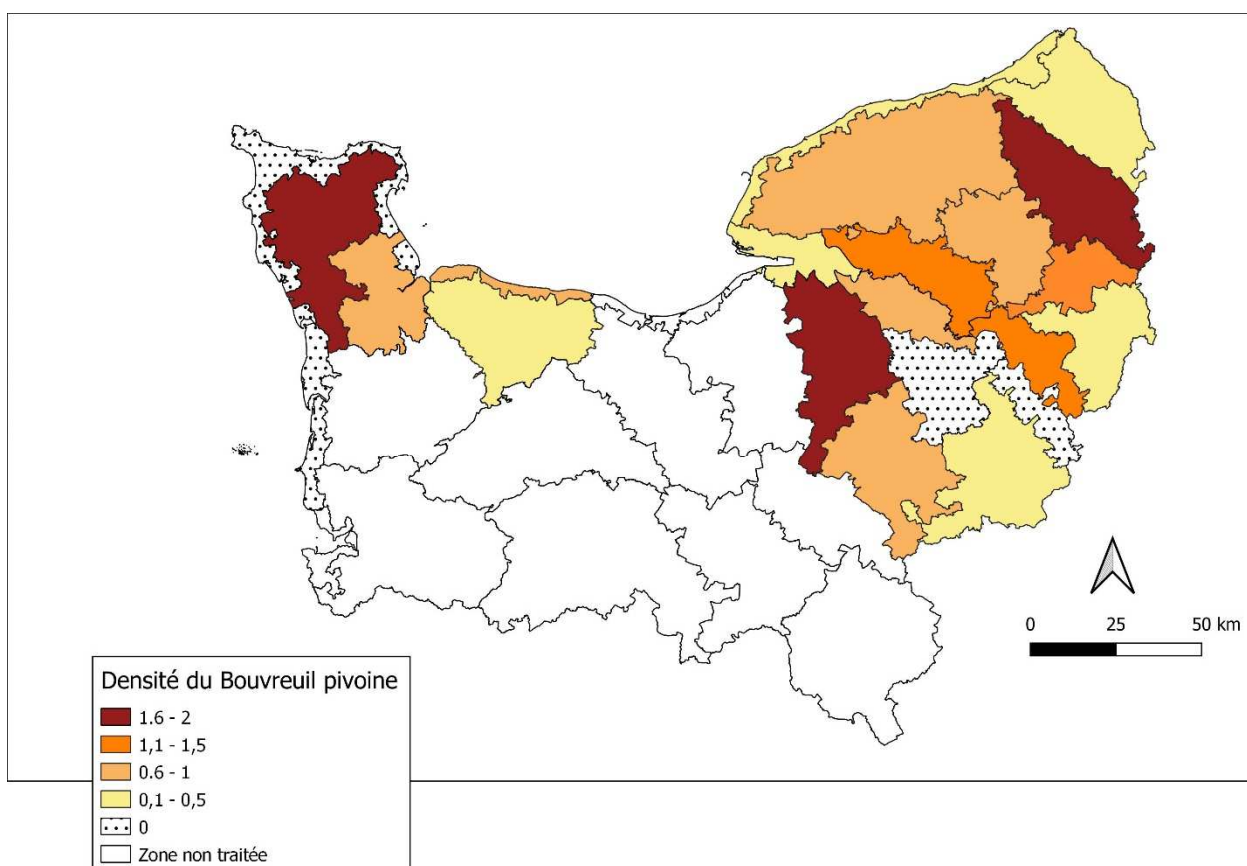 0 25 50 km
Densité du Bouvreuil pivoine
1.6 - 2
1,1 - 1,5
0.6 - 1
0,1 - 0,5
0
Zone non traitée